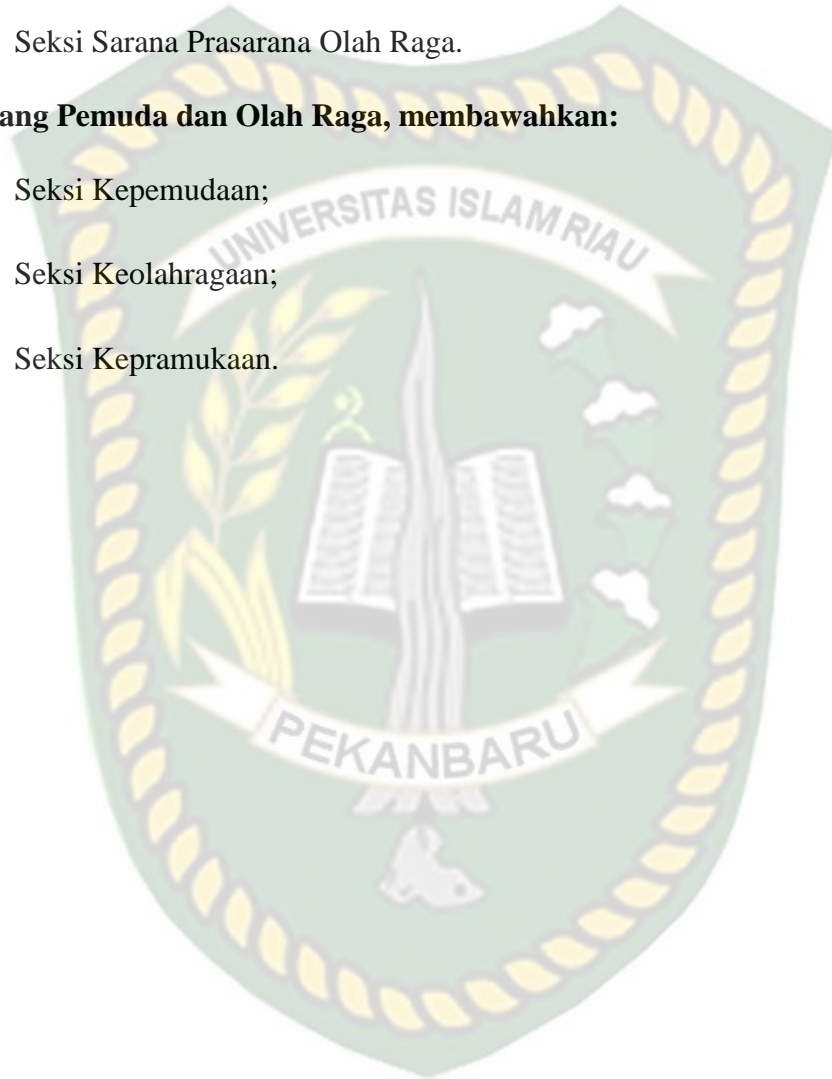 Seksi Sarana Prasarana Olah Raga.
ang Pemuda dan Olah Raga, membawahkan:
Seksi Kepemudaan;
UNIVERSITAS ISLAM RIAU
Seksi Keolahragaan;
Seksi Kepramukaan.
PEKANBARU